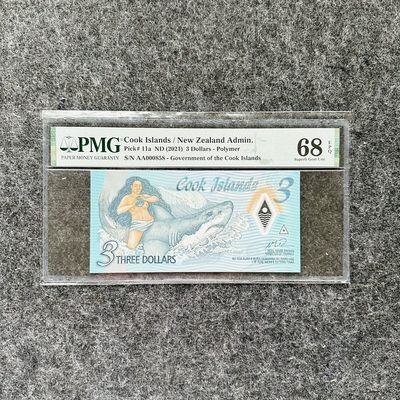 PMG
PAPER MONEY GUARANTY
Cook Islands / New Zealand Admin.
Pick# 11a ND (2021) 3 Dollars - Polymer
S/N AA000858 - Government of the Cook Islands
68 EPQ
Superb Gem Unc
Cook Islands 3
3 THREE DOLLARS